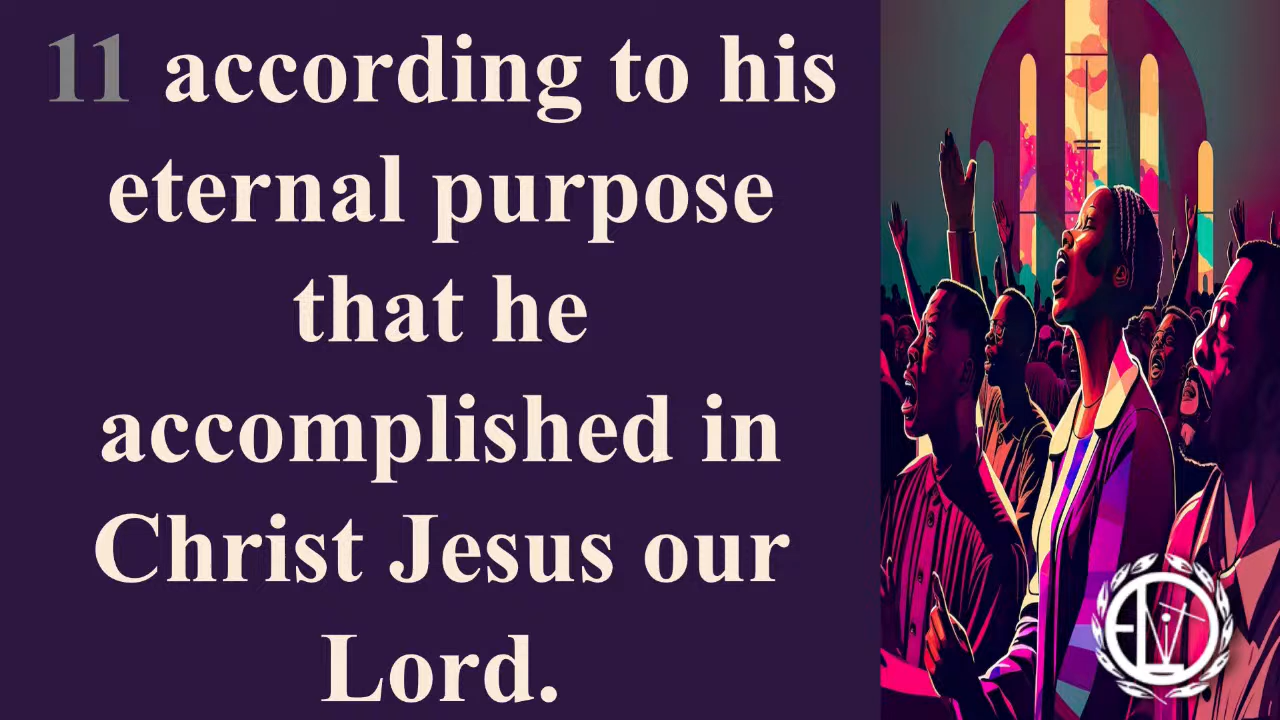 11 according to his
eternal purpose
that he
accomplished in
Christ Jesus our
Lord.